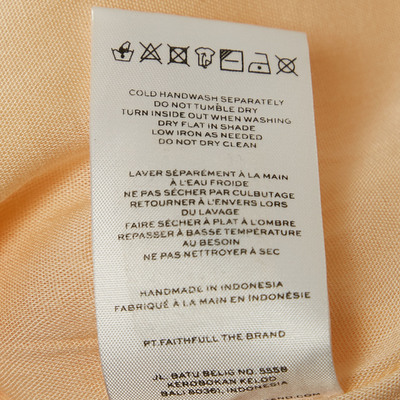 COLD HANDWASH SEPARATELY
DO NOT TUMBLE DRY
TURN INSIDE OUT WHEN WASHING
DRY FLAT IN SHADE
LOW IRON AS NEEDED
DO NOT DRY CLEAN
LAVER SÉPARÉMENT À LA MAIN
À L'EAU FROIDE
NE PAS SÉCHER PAR CULBUTAGE
RETOURNER À L'ENVERS LORS
DU LAVAGE
FAIRE SÉCHER À PLAT À L'OMBRE
REPASSER À BASSE TEMPÉRATURE
AU BESOIN
NE PAS NETTOYER À SEC
HANDMADE IN INDONESIA
FABRIQUÉ À LA MAIN EN INDONÉSIE
PT.FAITHFULL THE BRAND
JL. BATU BELIG NO. 555B
KEROBOKAN KELOD
BALI 80361, INDONESIA